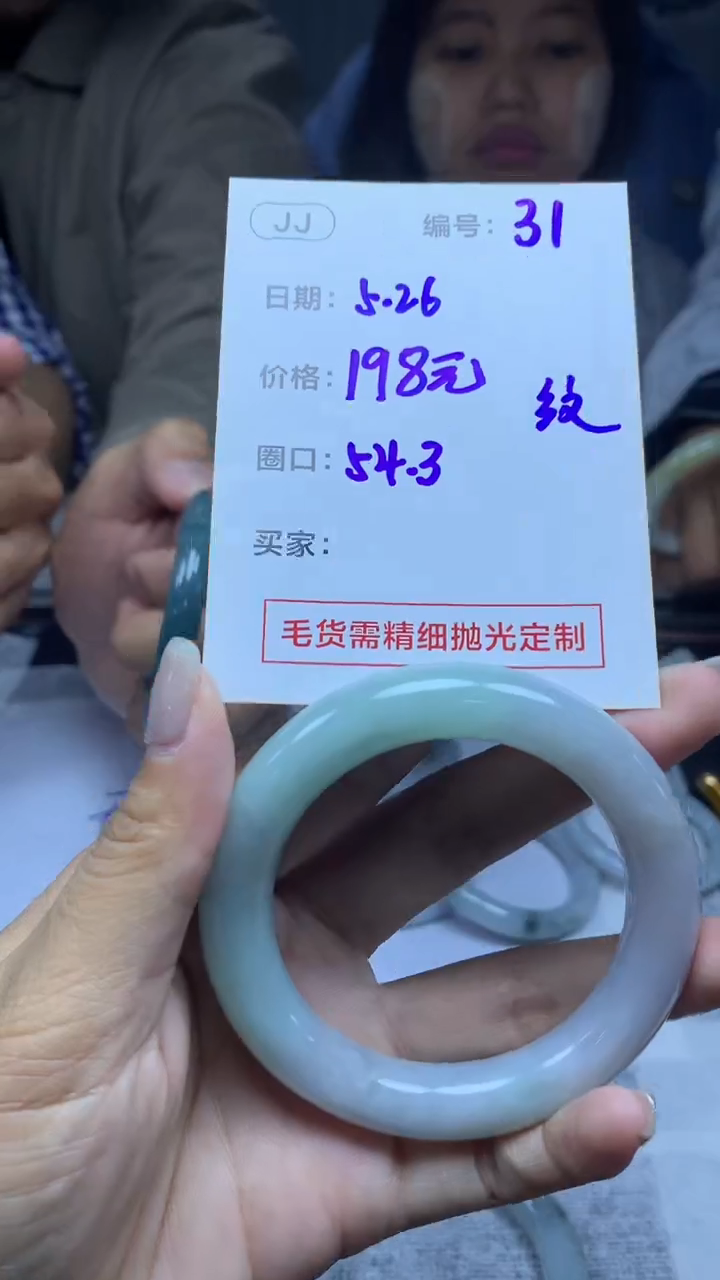 JJ 编号: 31
日期: 5.26
价格: 198元
纹
圈口: 54.3
买家:
毛货需精细抛光定制